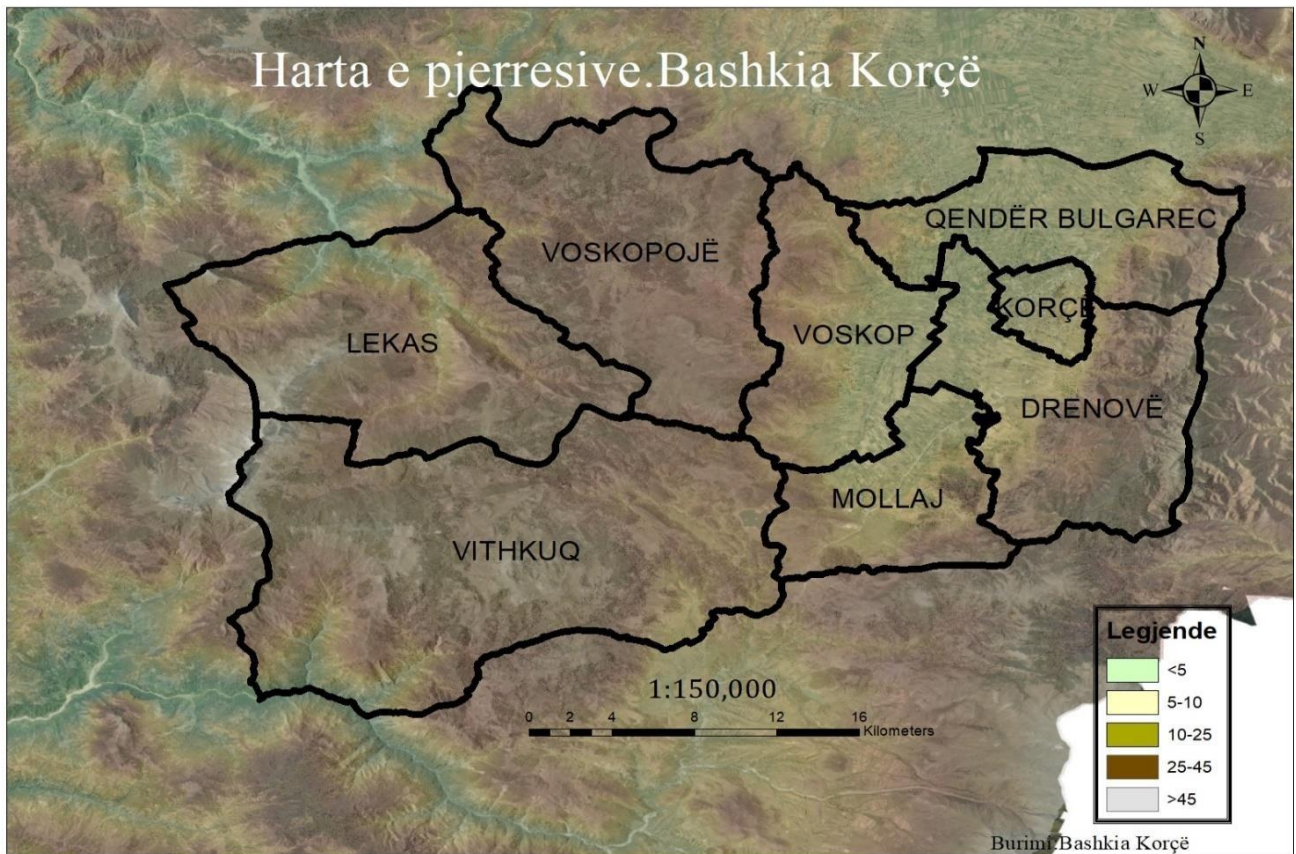 Harta e pjerresive.Bashkia Korçë
N
W E
S
QENDËR BULGAREC
VOSKOPOJË
KORÇË
VOSKOP
LEKAS
DRENOVË
MOLLAJ
VITHKUQ
1:150,000
0 2 4 8 12 16
Kilometers
Legjende
<5
5-10
10-25
25-45
>45
Burimi:Bashkia Korçë